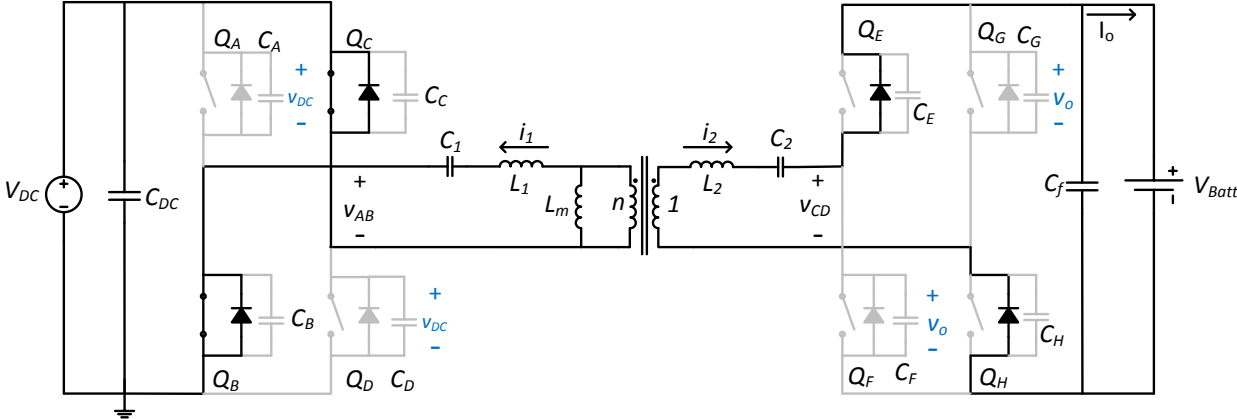 Q_A C_A Q_C Q_E Q_G C_G I_o
+ v_DC - C_C C_E + v_o -
C_1 i_1 i_2 C_2
V_DC + - C_DC + v_AB - L_1 L_m n 1 L_2 + v_CD - C_f + - V_Batt
C_B + v_DC - + v_o - C_H
Q_B Q_D C_D Q_F C_F Q_H